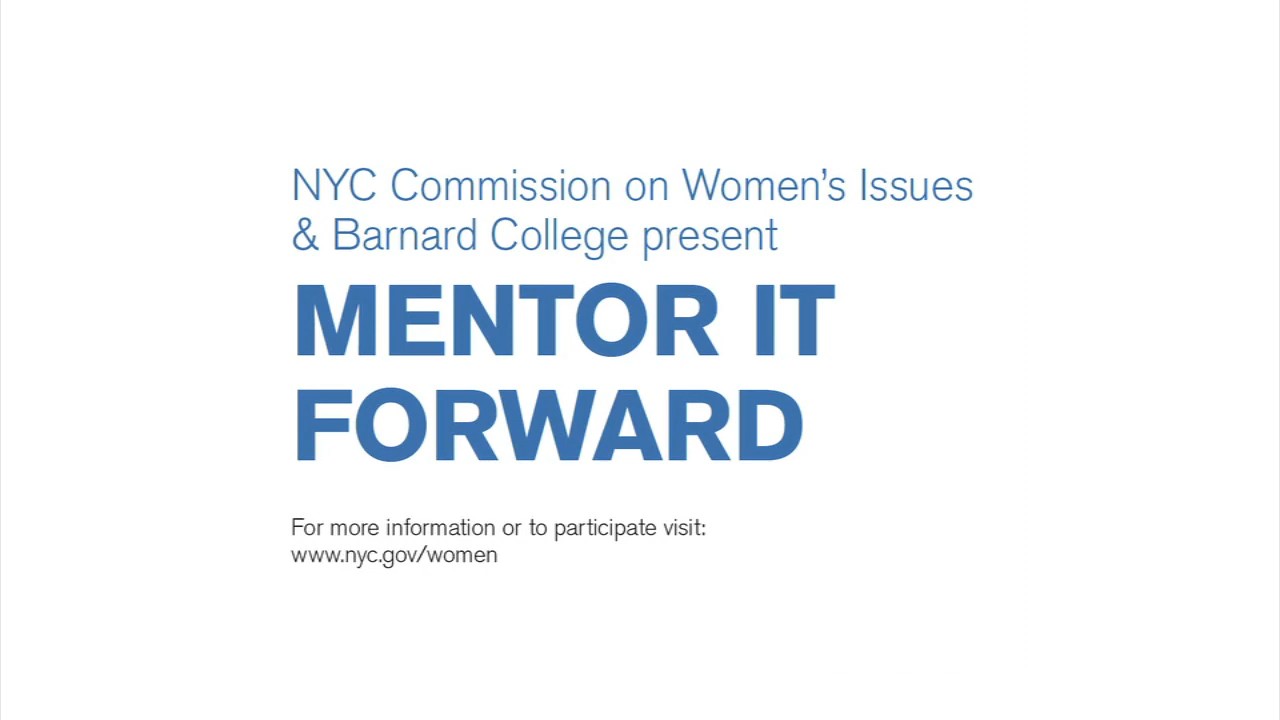 NYC Commission on Women’s Issues
& Barnard College present
MENTOR IT
FORWARD
For more information or to participate visit:
www.nyc.gov/women